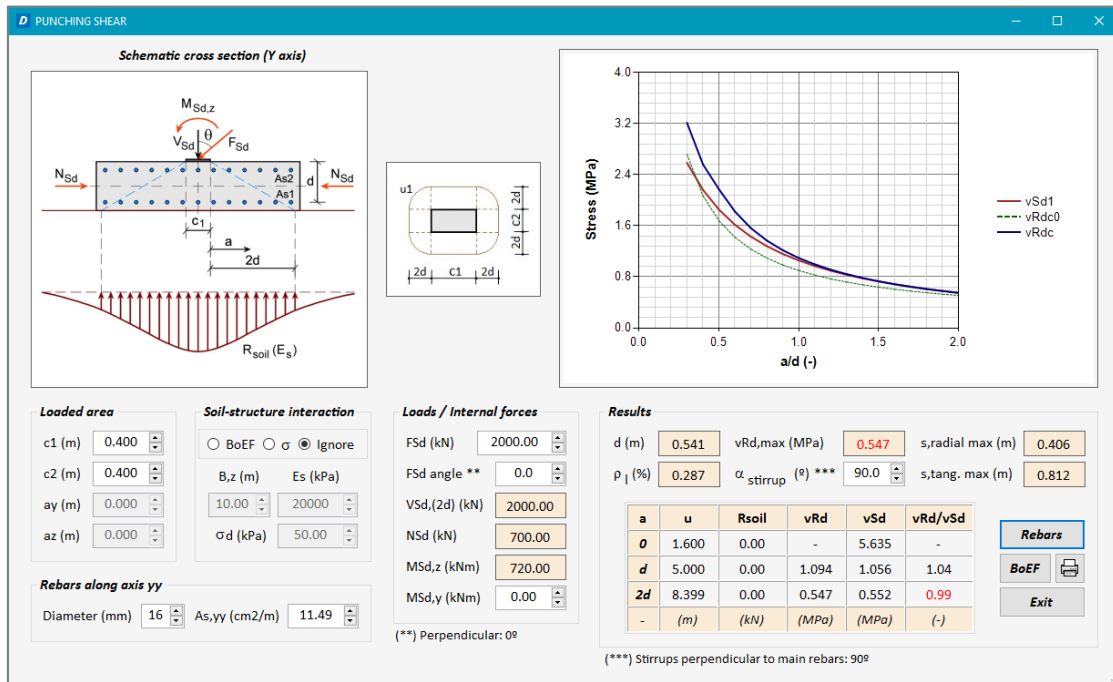 D PUNCHING SHEAR
Schematic cross section (Y axis)
MSd,z
VSd θ FSd
NSd NSd
As2
As1
d
c1
a
2d
Rsoil (Es)
u1
2d
c2
2d
2d c1 2d
4.0
3.2
2.4
1.6
0.8
0.0
Stress (MPa)
0.0 0.5 1.0 1.5 2.0
a/d (-)
vSd1
vRdc0
vRdc
Loaded area
c1 (m) 0.400
c2 (m) 0.400
ay (m) 0.000
az (m) 0.000
Soil-structure interaction
BoEF σ Ignore
B,z (m) Es (kPa)
10.00 20000
σd (kPa) 50.00
Rebars along axis yy
Diameter (mm) 16 As,yy (cm2/m) 11.49
Loads / Internal forces
FSd (kN) 2000.00
FSd angle ** 0.0
VSd,(2d) (kN) 2000.00
NSd (kN) 700.00
MSd,z (kNm) 720.00
MSd,y (kNm) 0.00
(**) Perpendicular: 0º
Results
d (m) 0.541 vRd,max (MPa) 0.547 s,radial max (m) 0.406
ρ l (%) 0.287 α stirrup (º) *** 90.0 s,tang. max (m) 0.812
a u Rsoil vRd vSd vRd/vSd
0 1.600 0.00 - 5.635 -
d 5.000 0.00 1.094 1.056 1.04
2d 8.399 0.00 0.547 0.552 0.99
- (m) (kN) (MPa) (MPa) (-)
Rebars
BoEF
Exit
(***) Stirrups perpendicular to main rebars: 90º